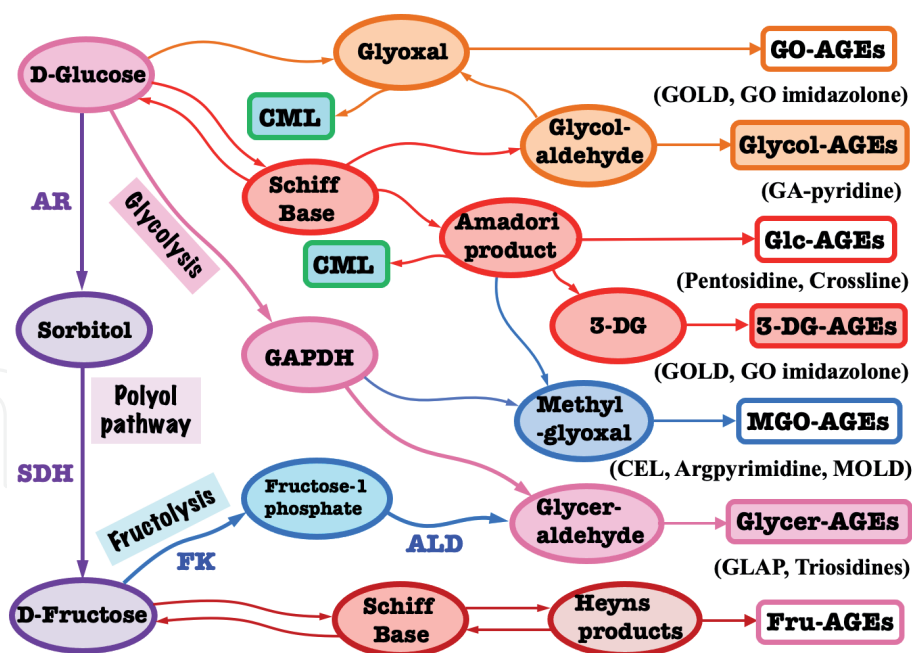 Glyoxal
GO-AGEs
D-Glucose
(GOLD, GO imidazolone)
CML
Glycol-
aldehyde
Glycol-AGEs
Schiff
Base
(GA-pyridine)
AR
Glycolysis
Amadori
product
Glc-AGEs
CML
(Pentosidine, Crossline)
Sorbitol
3-DG
3-DG-AGEs
GAPDH
(GOLD, GO imidazolone)
Polyol
pathway
Methyl
-glyoxal
MGO-AGEs
(CEL, Argpyrimidine, MOLD)
SDH
Fructolysis
Fructose-1
phosphate
Glycer-
aldehyde
Glycer-AGEs
FK
ALD
(GLAP, Triosidines)
D-Fructose
Schiff
Base
Heyns
products
Fru-AGEs